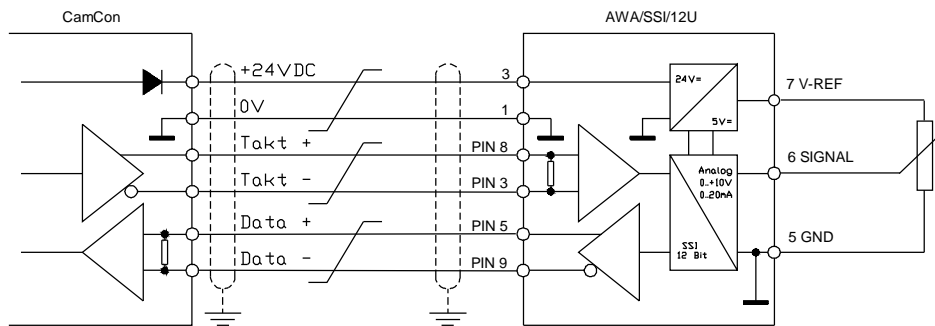 CamCon
AWA/SSI/12U
+24VDC
3
24V=
7 V-REF
0V
1
5V=
Takt +
PIN 8
6 SIGNAL
Analog
0..+10V
0..20mA
Takt -
PIN 3
Data +
PIN 5
5 GND
SSI
12 Bit
Data -
PIN 9